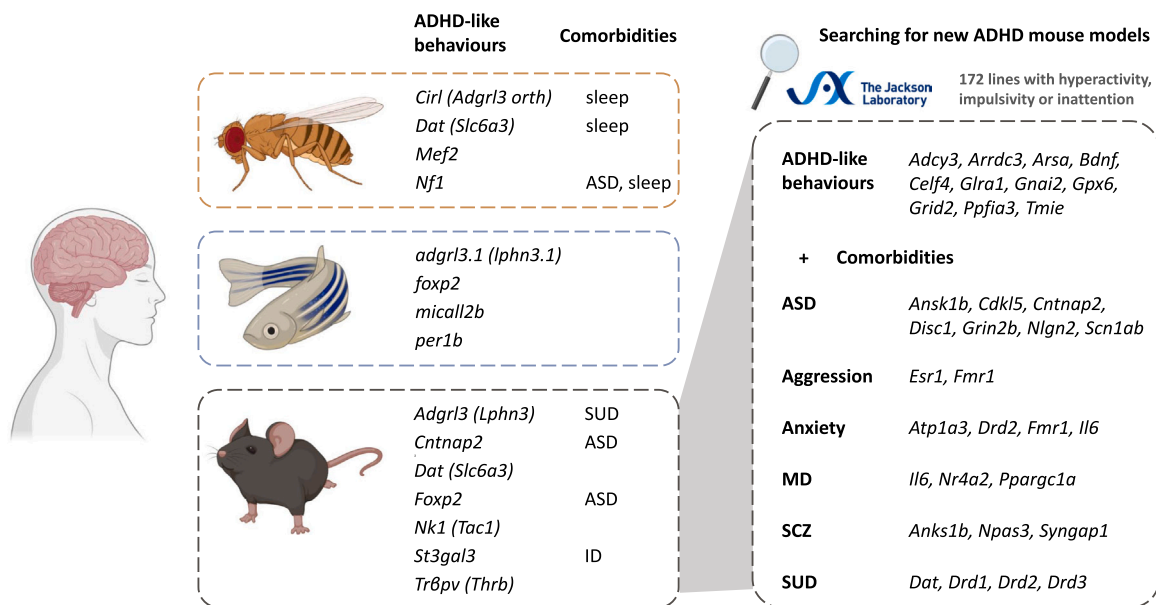 ADHD-like
behaviours
Comorbidities
Cirl (Adgrl3 orth) sleep
Dat (Slc6a3) sleep
Mef2
Nf1 ASD, sleep
adgrl3.1 (lphn3.1)
foxp2
micall2b
per1b
Adgrl3 (Lphn3) SUD
Cntnap2 ASD
Dat (Slc6a3)
Foxp2 ASD
Nk1 (Tac1)
St3gal3 ID
Trβpv (Thrb)
Searching for new ADHD mouse models
The Jackson
Laboratory
172 lines with hyperactivity,
impulsivity or inattention
ADHD-like
behaviours
Adcy3, Arrdc3, Arsa, Bdnf,
Celf4, Glra1, Gnai2, Gpx6,
Grid2, Ppfia3, Tmie
+ Comorbidities
ASD Ansk1b, Cdkl5, Cntnap2,
Disc1, Grin2b, Nlgn2, Scn1ab
Aggression Esr1, Fmr1
Anxiety Atp1a3, Drd2, Fmr1, Il6
MD Il6, Nr4a2, Ppargc1a
SCZ Anks1b, Npas3, Syngap1
SUD Dat, Drd1, Drd2, Drd3